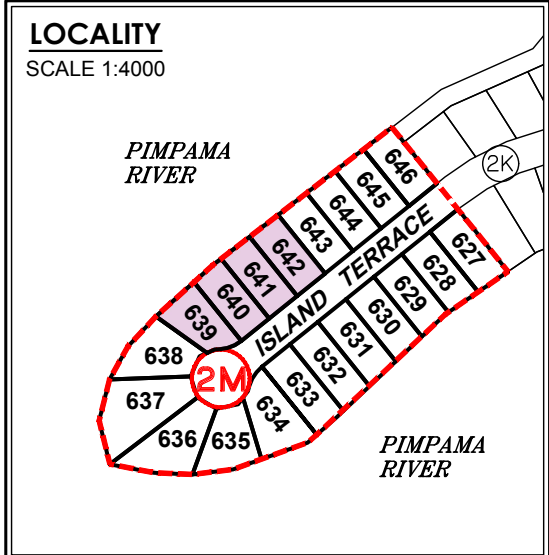 LOCALITY
SCALE 1:4000
PIMPAMA
RIVER
2K
646
645
644
643
642
641
640
639
638
637
636
635
634
633
632
631
630
629
628
627
ISLAND TERRACE
2M
PIMPAMA
RIVER